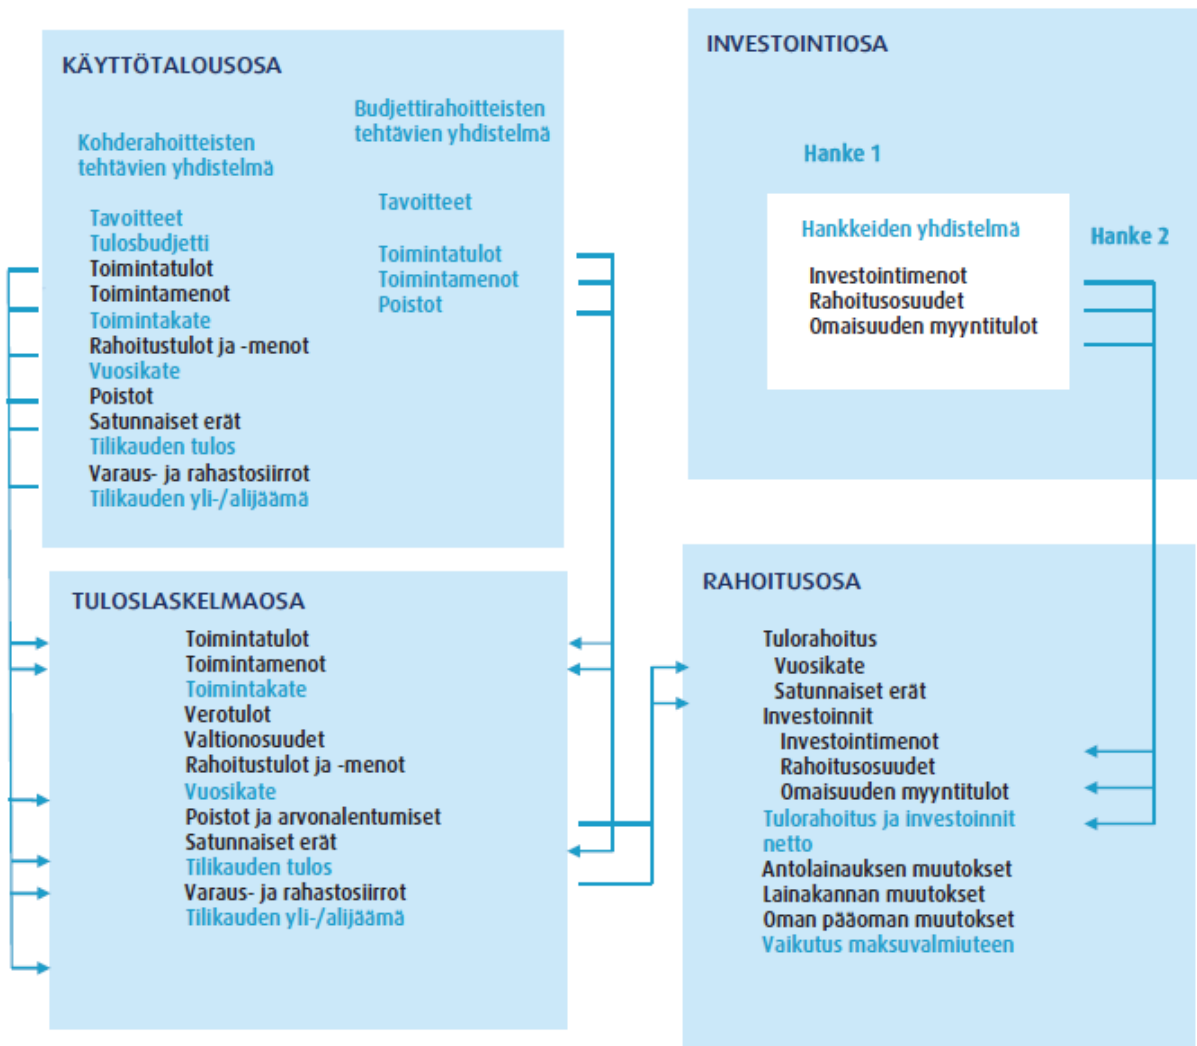 KÄYTTÖTALOUSOSA
Kohderahoitteisten
tehtävien yhdistelmä
Tavoitteet
Tulosbudjetti
Toimintatulot
Toimintamenot
Toimintakate
Rahoitustulot ja -menot
Vuosikate
Poistot
Satunnaiset erät
Tilikauden tulos
Varaus- ja rahastosiirrot
Tilikauden yli-/alijäämä
Budjettirahoitteisten
tehtävien yhdistelmä
Tavoitteet
Toimintatulot
Toimintamenot
Poistot
INVESTOINTIOSA
Hanke 1
Hankkeiden yhdistelmä
Investointimenot
Rahoitusosuudet
Omaisuuden myyntitulot
Hanke 2
TULOSLASKELMAOSA
Toimintatulot
Toimintamenot
Toimintakate
Verotulot
Valtionosuudet
Rahoitustulot ja -menot
Vuosikate
Poistot ja arvonalentumiset
Satunnaiset erät
Tilikauden tulos
Varaus- ja rahastosiirrot
Tilikauden yli-/alijäämä
RAHOITUSOSA
Tulorahoitus
Vuosikate
Satunnaiset erät
Investoinnit
Investointimenot
Rahoitusosuudet
Omaisuuden myyntitulot
Tulorahoitus ja investoinnit
netto
Antolainauksen muutokset
Lainakannan muutokset
Oman pääoman muutokset
Vaikutus maksuvalmiuteen